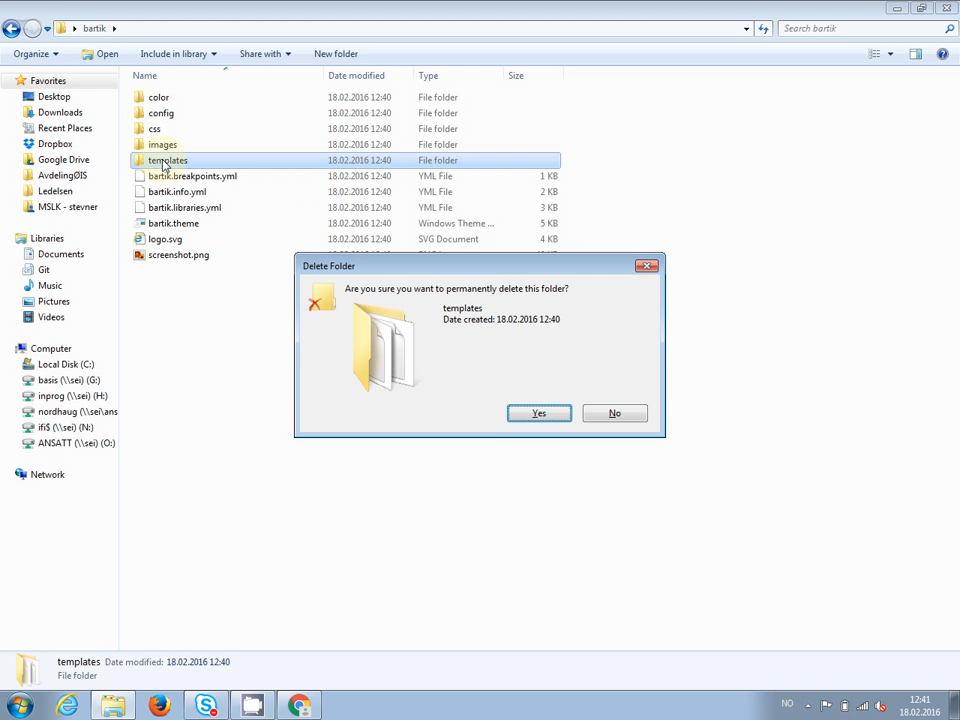 bartik
Search bartik
Organize
Open
Include in library
Share with
New folder
Favorites
Desktop
Downloads
Recent Places
Dropbox
Google Drive
AvdelingØIS
Ledelsen
MSLK - stevner
Libraries
Documents
Git
Music
Pictures
Videos
Computer
Local Disk (C:)
basis (\\sei) (G:)
inprog (\\sei) (H:)
nordhaug (\\sei\ans
ifi$ (\\sei) (N:)
ANSATT (\\sei) (O:)
Network
Name Date modified Type Size
color 18.02.2016 12:40 File folder
config 18.02.2016 12:40 File folder
css 18.02.2016 12:40 File folder
images 18.02.2016 12:40 File folder
templates 18.02.2016 12:40 File folder
bartik.breakpoints.yml 18.02.2016 12:40 YML File 1 KB
bartik.info.yml 18.02.2016 12:40 YML File 2 KB
bartik.libraries.yml 18.02.2016 12:40 YML File 3 KB
bartik.theme 18.02.2016 12:40 Windows Theme ... 5 KB
logo.svg 18.02.2016 12:40 SVG Document 4 KB
screenshot.png
Delete Folder
Are you sure you want to permanently delete this folder?
templates
Date created: 18.02.2016 12:40
Yes
No
templates Date modified: 18.02.2016 12:40
File folder
NO
12:41
18.02.2016